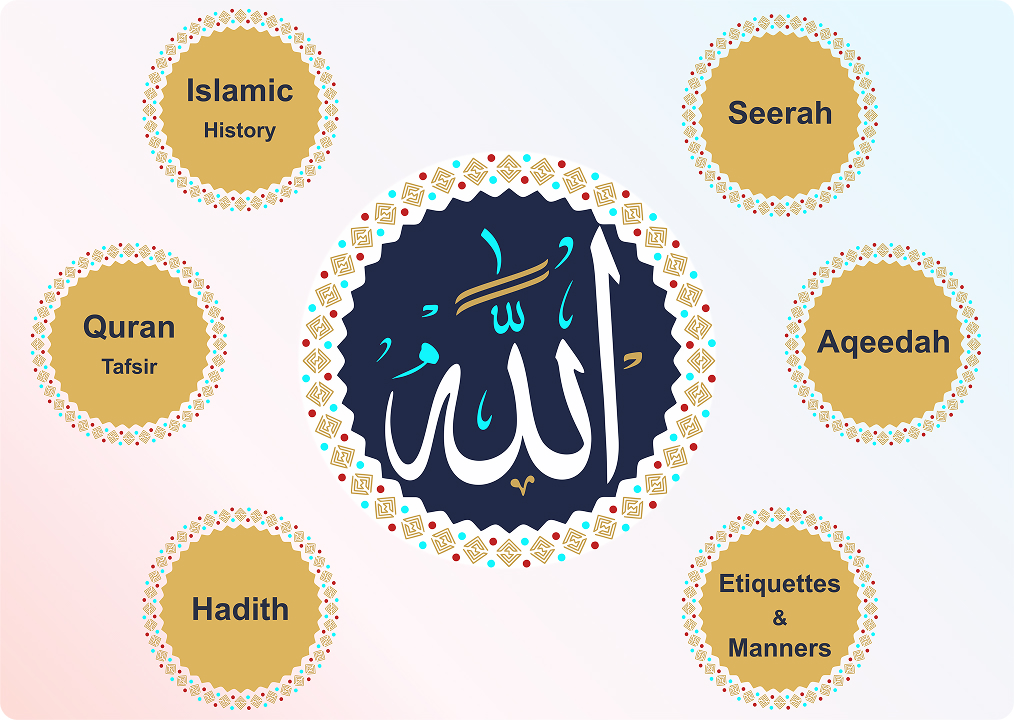 Islamic
History
Seerah
الله
Quran
Tafsir
Aqeedah
Hadith
Etiquettes
&
Manners